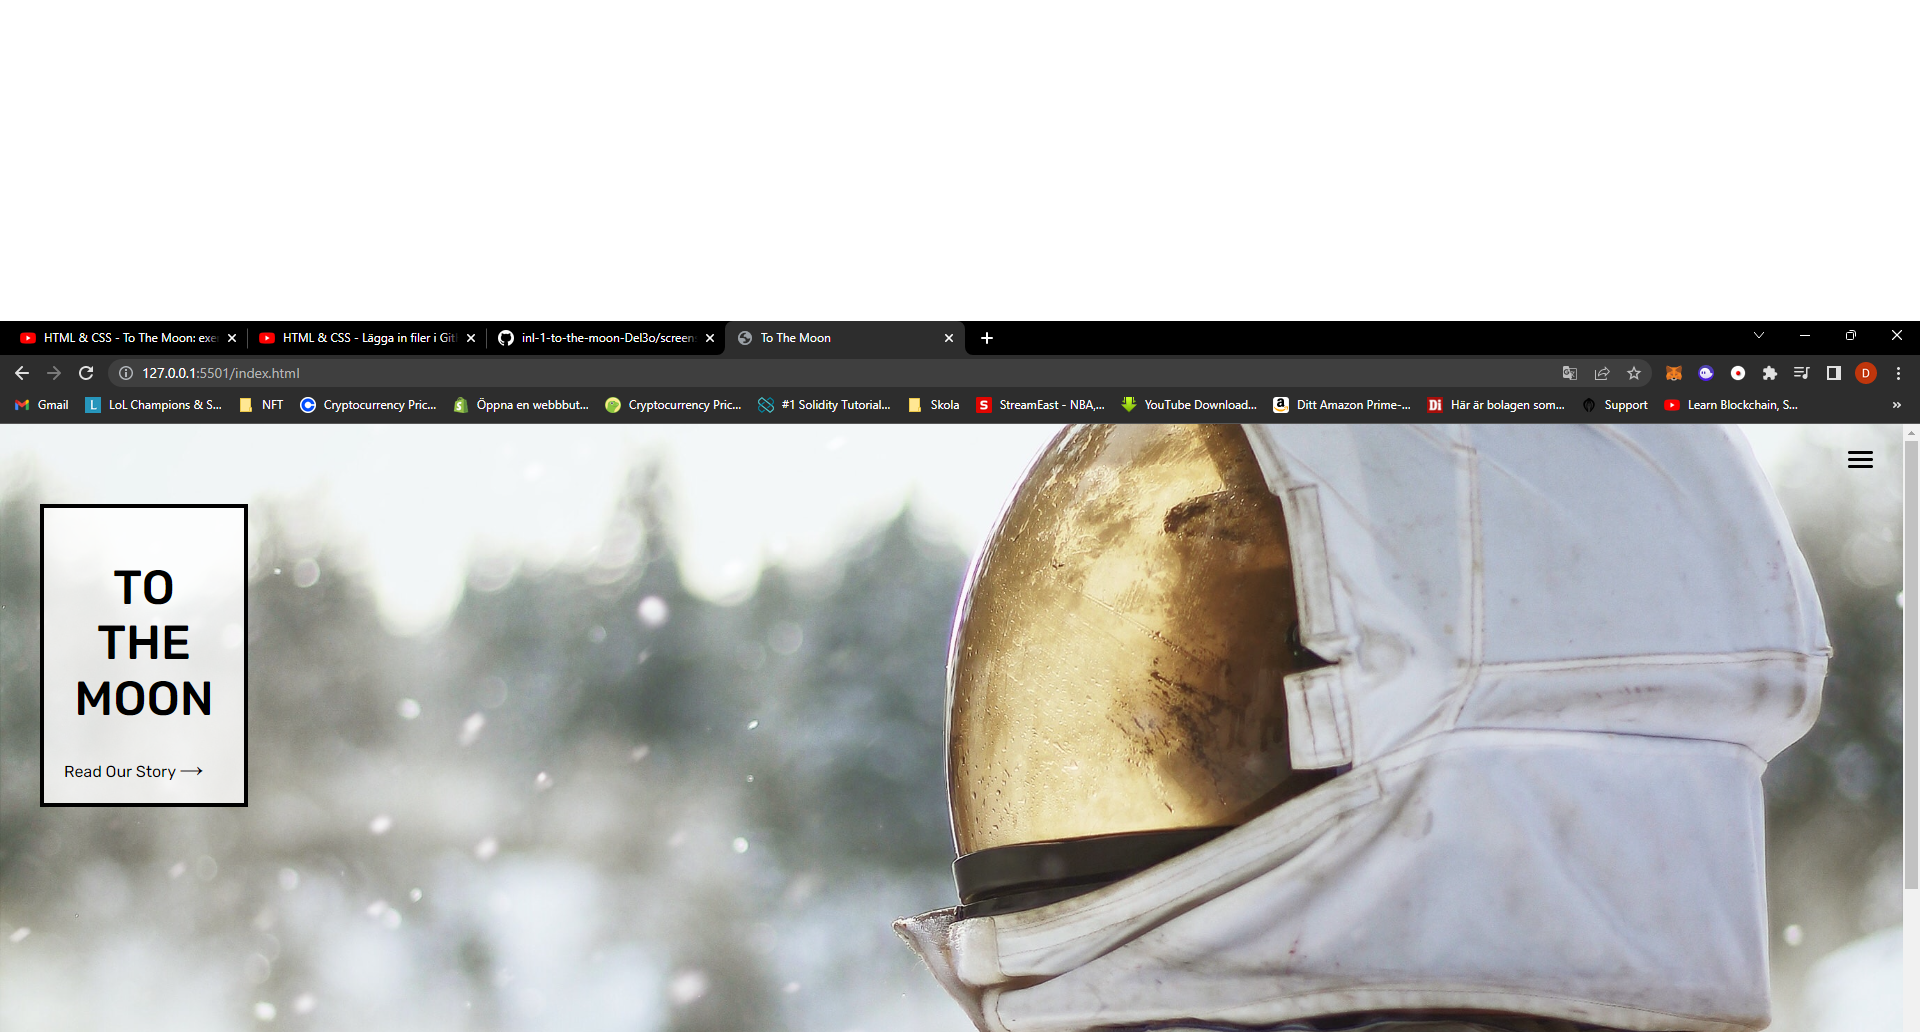 HTML & CSS - To The Moon: exe
HTML & CSS - Lägga in filer i Git
inl-1-to-the-moon-Del3o/screens
To The Moon
127.0.0.1:5501/index.html
D
Gmail
L LoL Champions & S...
NFT
Cryptocurrency Pric...
Öppna en webbbut...
Cryptocurrency Pric...
#1 Solidity Tutorial...
Skola
S StreamEast - NBA,...
YouTube Download...
a Ditt Amazon Prime-...
Di Här är bolagen som...
Support
Learn Blockchain, S...
»
TO
THE
MOON
Read Our Story →